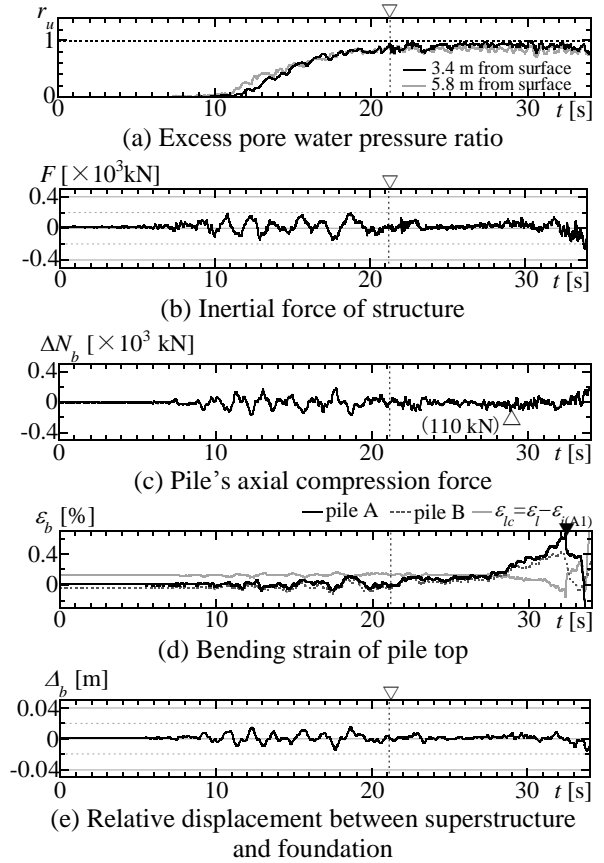 r_u
1
0
3.4 m from surface
5.8 m from surface
0 10 20 30 t [s]
(a) Excess pore water pressure ratio
F [×10³kN]
0.4
0
-0.4
0 10 20 30 t [s]
(b) Inertial force of structure
ΔN_b [×10³ kN]
0.4
0
-0.4
(110 kN)
0 10 20 30 t [s]
(c) Pile's axial compression force
ε_b [%]
pile A pile B ε_lc=ε_l−ε_i(A1)
0.4
0
0 10 20 30 t [s]
(d) Bending strain of pile top
Δ_b [m]
0.04
0
-0.04
0 10 20 30 t [s]
(e) Relative displacement between superstructure
and foundation